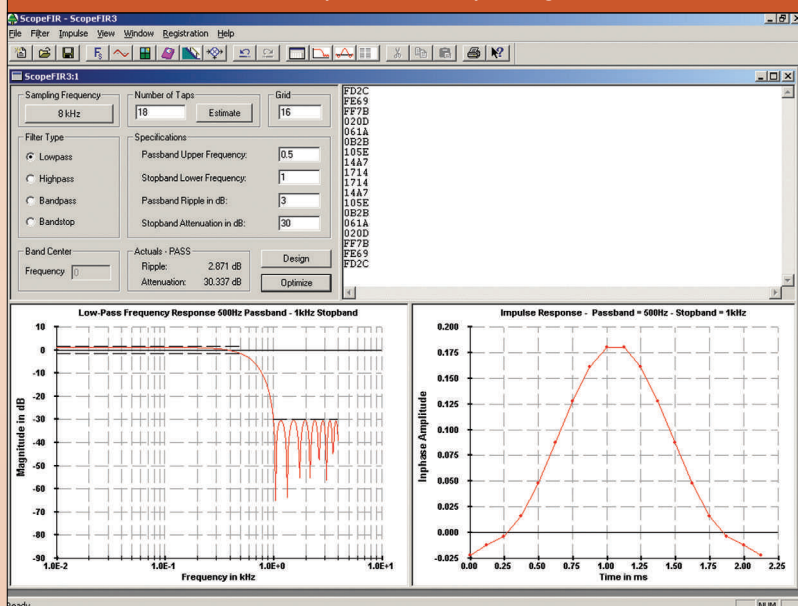 ScopeFIR - ScopeFIR3
File Filter Impulse View Window Registration Help
ScopeFIR3:1
Sampling Frequency
8 kHz
Number of Taps
18
Estimate
Grid
16
Filter Type
Lowpass
Highpass
Bandpass
Bandstop
Specifications
Passband Upper Frequency:
0.5
Stopband Lower Frequency:
1
Passband Ripple in dB:
3
Stopband Attenuation in dB:
30
Band Center
Frequency
0
Actuals - PASS
Ripple: 2.871 dB
Attenuation: 30.337 dB
Design
Optimize
FD2C
FE69
FF7B
020D
061A
0B2B
105E
14A7
1714
1714
14A7
105E
0B2B
061A
020D
FF7B
FE69
FD2C
Low-Pass Frequency Response 500Hz Passband - 1kHz Stopband
Magnitude in dB
10
0
-10
-20
-30
-40
-50
-60
-70
-80
-90
1.0E-2 1.0E-1 1.0E+0 1.0E+1
Frequency in kHz
Impulse Response - Passband = 500Hz - Stopband = 1kHz
Inphase Amplitude
0.200
0.175
0.150
0.125
0.100
0.075
0.050
0.025
0.000
-0.025
0.00 0.25 0.50 0.75 1.00 1.25 1.50 1.75 2.00 2.25
Time in ms
Ready
NUM